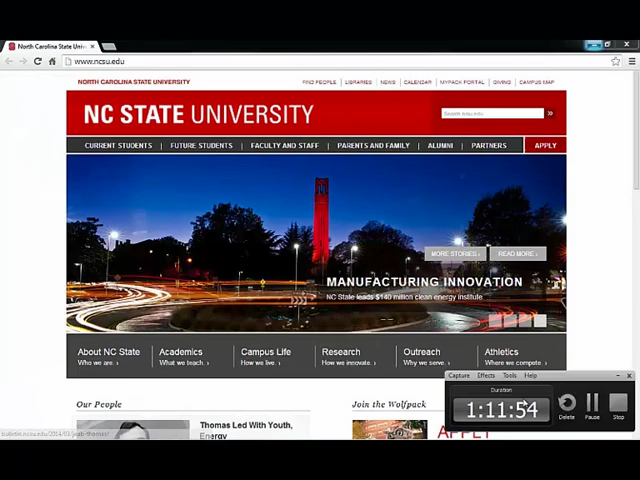 North Carolina State Univ
www.ncsu.edu
NORTH CAROLINA STATE UNIVERSITY
FIND PEOPLE | LIBRARIES | NEWS | CALENDAR | MYPACK PORTAL | GIVING | CAMPUS MAP
NC STATE UNIVERSITY
Search ncsu.edu
CURRENT STUDENTS | FUTURE STUDENTS | FACULTY AND STAFF | PARENTS AND FAMILY | ALUMNI | PARTNERS
APPLY
MORE STORIES ›
READ MORE ›
MANUFACTURING INNOVATION
NC State leads $140 million clean energy institute
About NC State
Who we are. ›
Academics
What we teach. ›
Campus Life
How we live. ›
Research
How we innovate. ›
Outreach
Why we serve. ›
Athletics
Where we compete. ›
Capture Effects Tools Help
Duration
1:11:54
Delete
Pause
Stop
Our People
Thomas Led With Youth,
Energy
Join the Wolfpack
APPLY